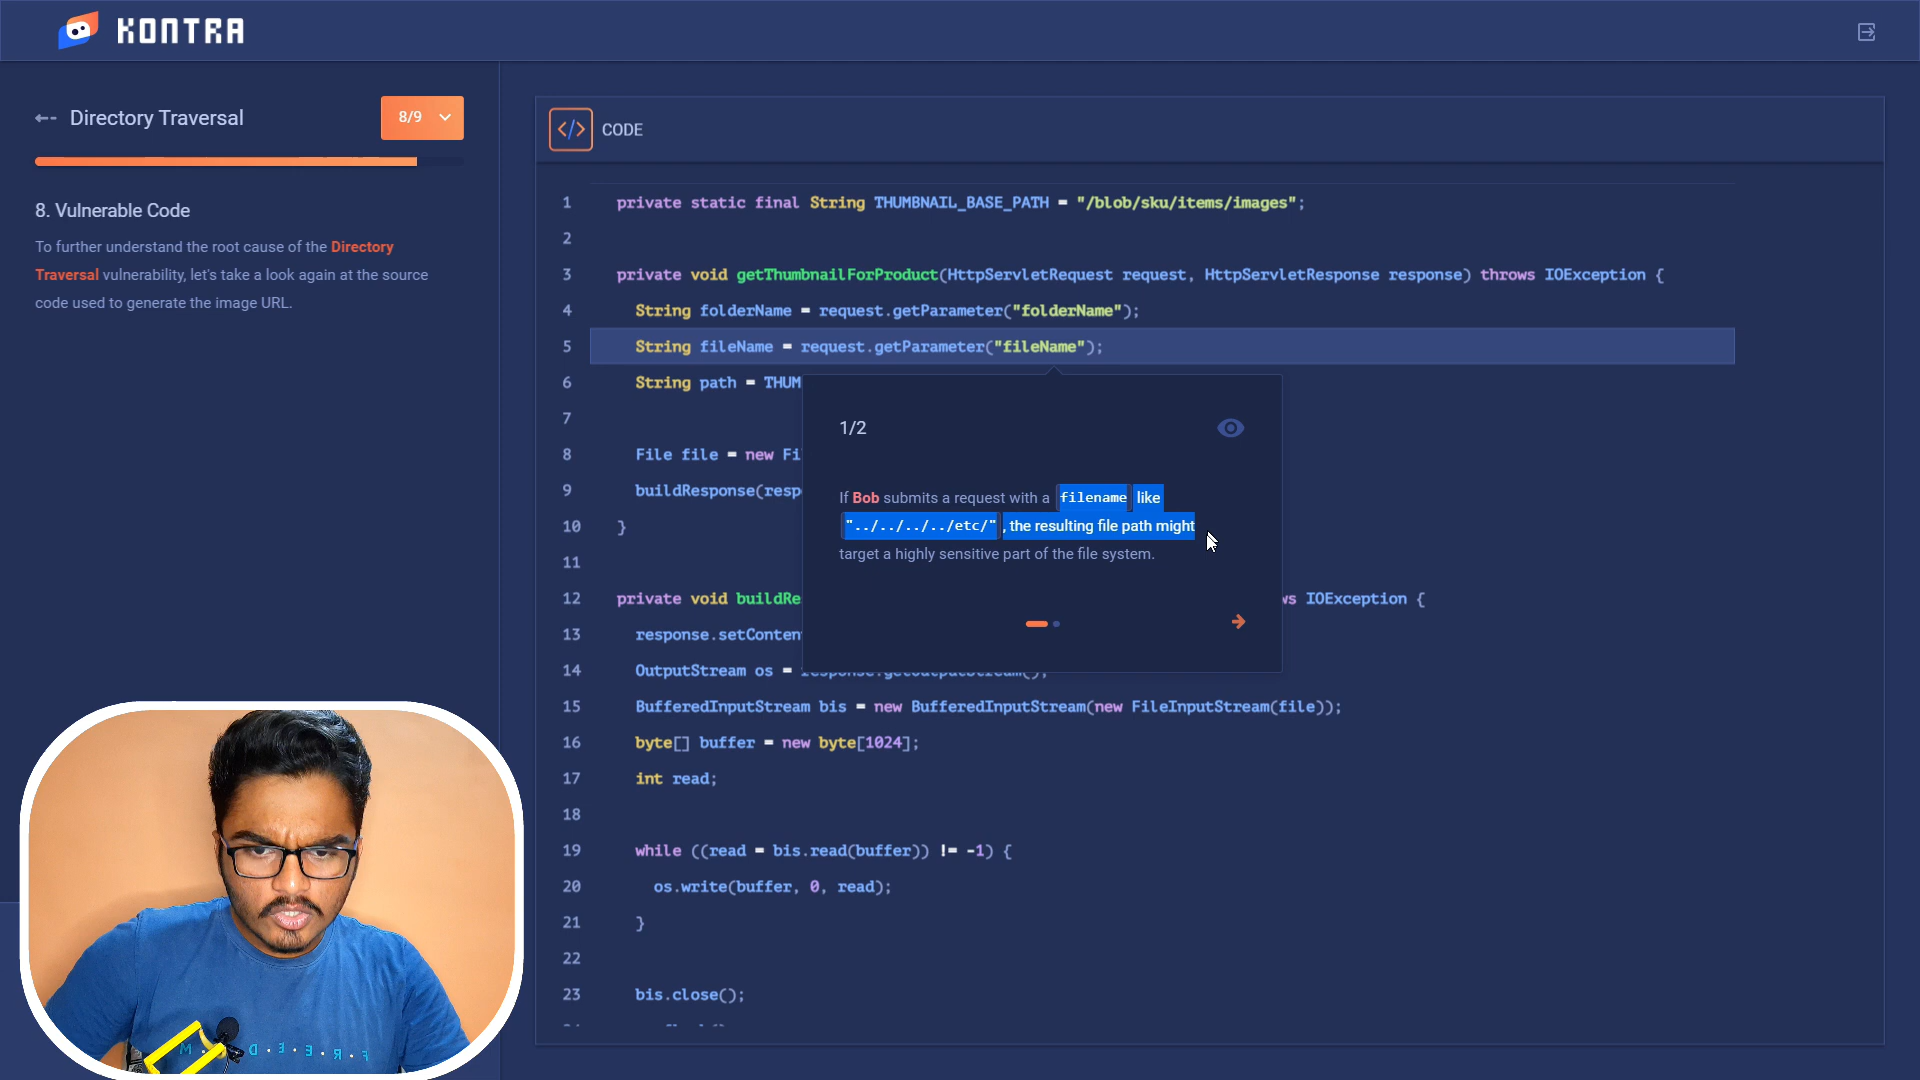 KONTRA
Directory Traversal
8/9
8. Vulnerable Code
To further understand the root cause of the Directory
Traversal vulnerability, let's take a look again at the source
code used to generate the image URL.
CODE
1 private static final String THUMBNAIL_BASE_PATH = "/blob/sku/items/images";
2
3 private void getThumbnailForProduct(HttpServletRequest request, HttpServletResponse response) throws IOException {
4 String folderName = request.getParameter("folderName");
5 String fileName = request.getParameter("fileName");
6 String path = THUM
7
8 File file = new Fi
9 buildResponse(resp
10 }
11
12 private void buildRe ws IOException {
13 response.setConten
14 OutputStream os = response.getOutputStream();
15 BufferedInputStream bis = new BufferedInputStream(new FileInputStream(file));
16 byte[] buffer = new byte[1024];
17 int read;
18
19 while ((read = bis.read(buffer)) != -1) {
20 os.write(buffer, 0, read);
21 }
22
23 bis.close();
1/2
If Bob submits a request with a filename like
"../../../../etc/" , the resulting file path might
target a highly sensitive part of the file system.